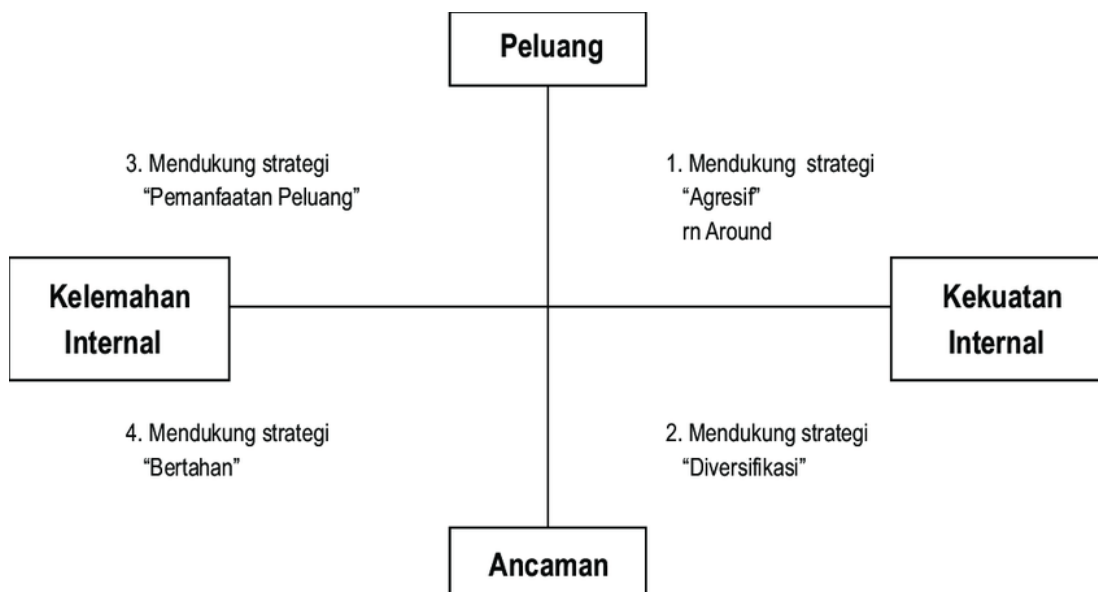 Peluang
3. Mendukung strategi
“Pemanfaatan Peluang”
1. Mendukung strategi
“Agresif”
rn Around
Kelemahan
Internal
Kekuatan
Internal
4. Mendukung strategi
“Bertahan”
2. Mendukung strategi
“Diversifikasi”
Ancaman